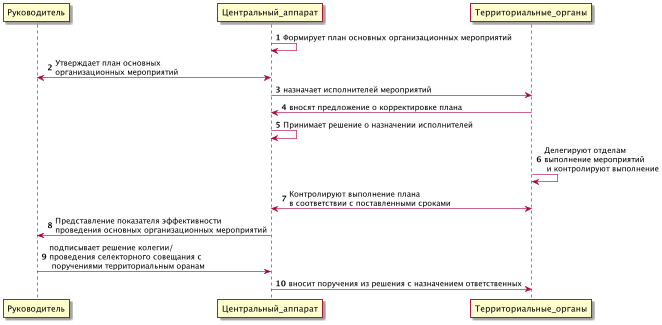 Руководитель
Центральный_аппарат
Территориальные_органы
1 Формирует план основных организационных мероприятий
2 Утверждает план основных
организационных мероприятий
3 назначает исполнителей мероприятий
4 вносят предложение о корректировке плана
5 Принимает решение о назначении исполнителей
6 Делегируют отделам
выполнение мероприятий
и контролируют выполнение
7 Контролируют выполнение плана
в соответствии с поставленными сроками
8 Представление показателя эффективности
проведения основных организационных мероприятий
9 подписывает решение колегии/
проведения селекторного совещания с
поручениями территориальным оранам
10 вносит поручения из решения с назначением ответственных
Руководитель
Центральный_аппарат
Территориальные_органы